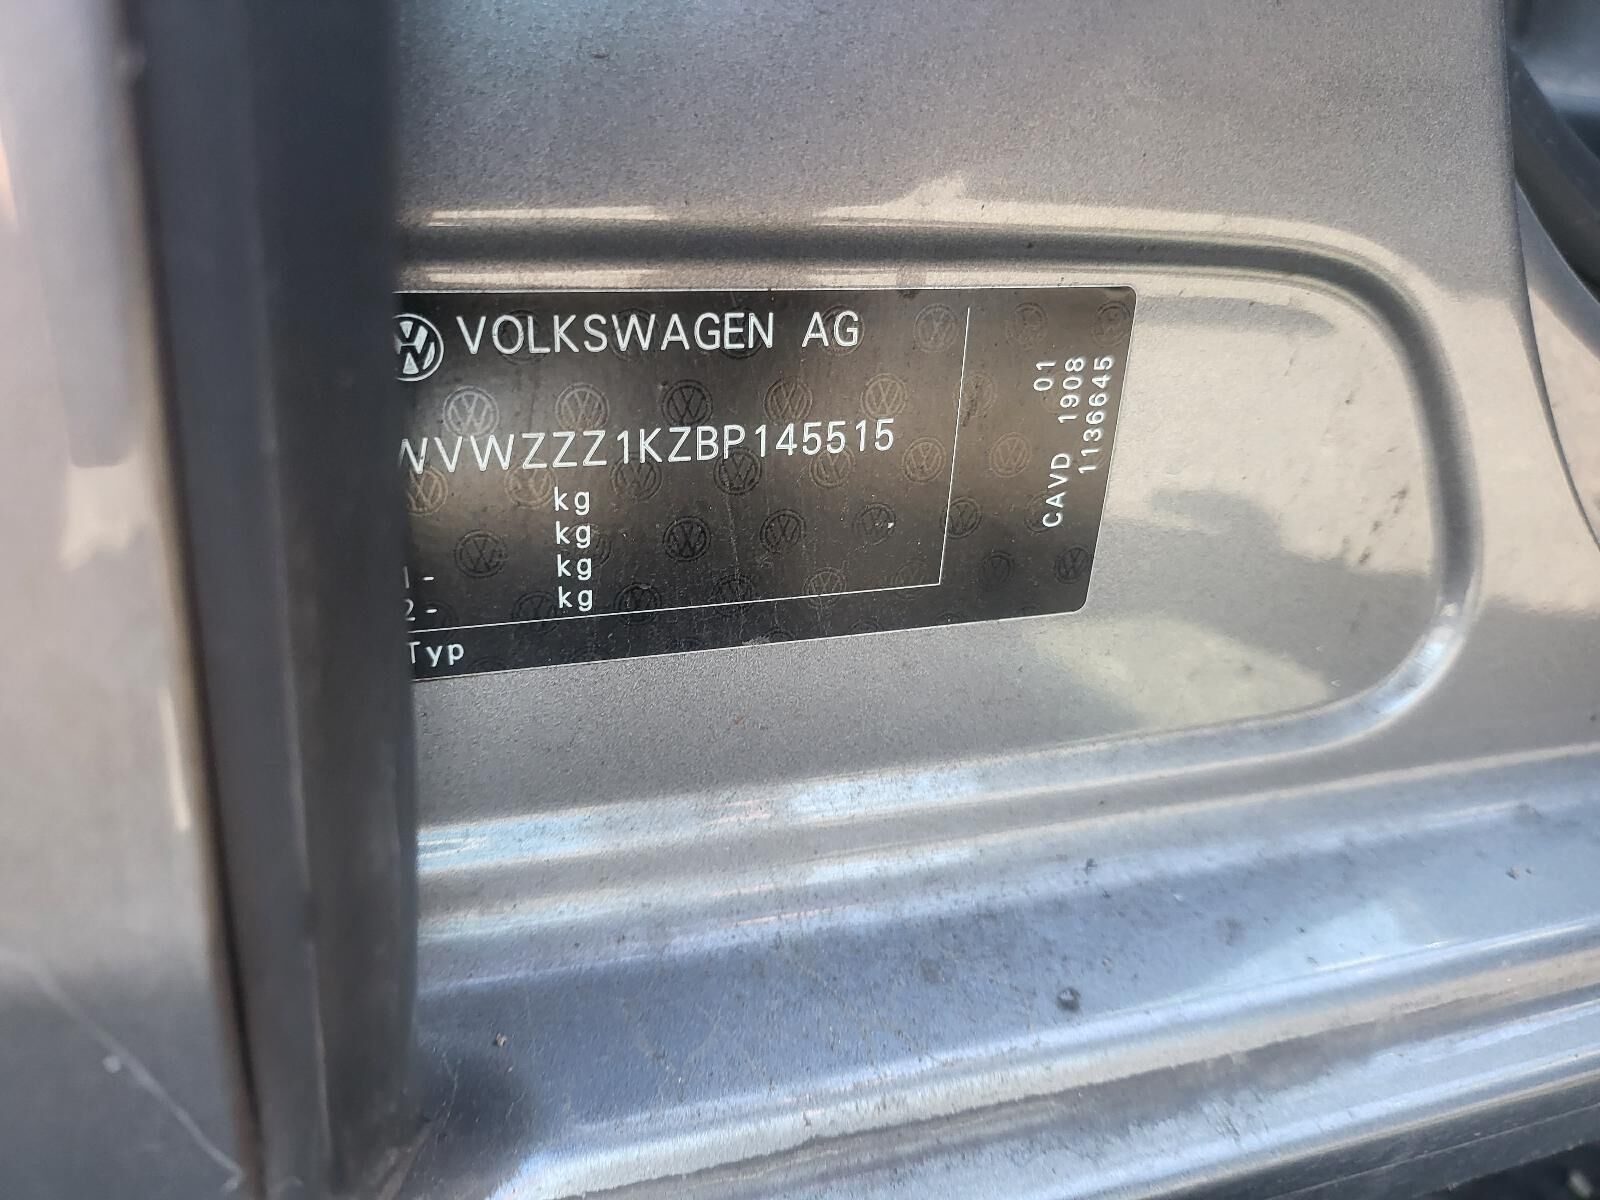 VOLKSWAGEN AG
WVWZZZ1KZBP145515
kg
kg
1- kg
2- kg
Typ
01
CAVD 1908
1136645